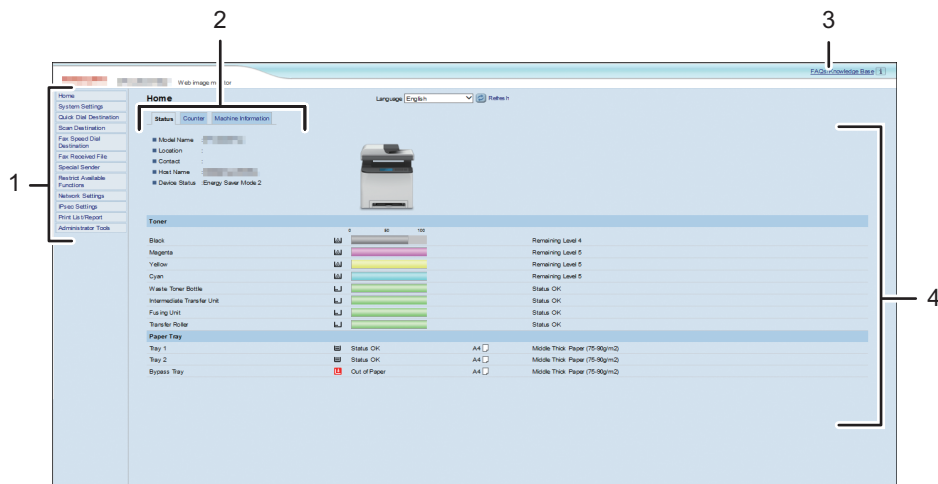 2
3
FAQs/Knowledge Base
Web image monitor
1
Home
System Settings
Quick Dial Destination
Scan Destination
Fax Speed Dial
Destination
Fax Received File
Special Sender
Restrict Available
Functions
Network Settings
IPsec Settings
Print List/Report
Administrator Tools
Home
Language English Refresh
Status Counter Machine Information
Model Name :
Location :
Contact :
Host Name
Device Status :Energy Saver Mode 2
4
Toner
0 50 100
Black Remaining Level 4
Magenta Remaining Level 5
Yellow Remaining Level 5
Cyan Remaining Level 5
Waste Toner Bottle Status OK
Intermediate Transfer Unit Status OK
Fusing Unit Status OK
Transfer Roller Status OK
Paper Tray
Tray 1 Status OK A4 Middle Thick Paper (75-90g/m2)
Tray 2 Status OK A4 Middle Thick Paper (75-90g/m2)
Bypass Tray Out of Paper A4 Middle Thick Paper (75-90g/m2)